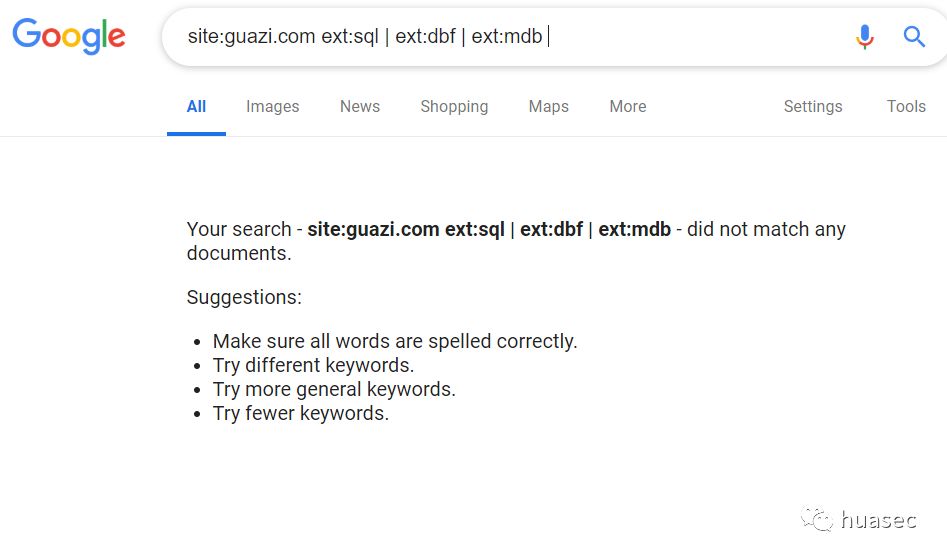 Google
site:guazi.com ext:sql | ext:dbf | ext:mdb
All Images News Shopping Maps More Settings Tools
Your search - site:guazi.com ext:sql | ext:dbf | ext:mdb - did not match any
documents.
Suggestions:
• Make sure all words are spelled correctly.
• Try different keywords.
• Try more general keywords.
• Try fewer keywords.
huasec